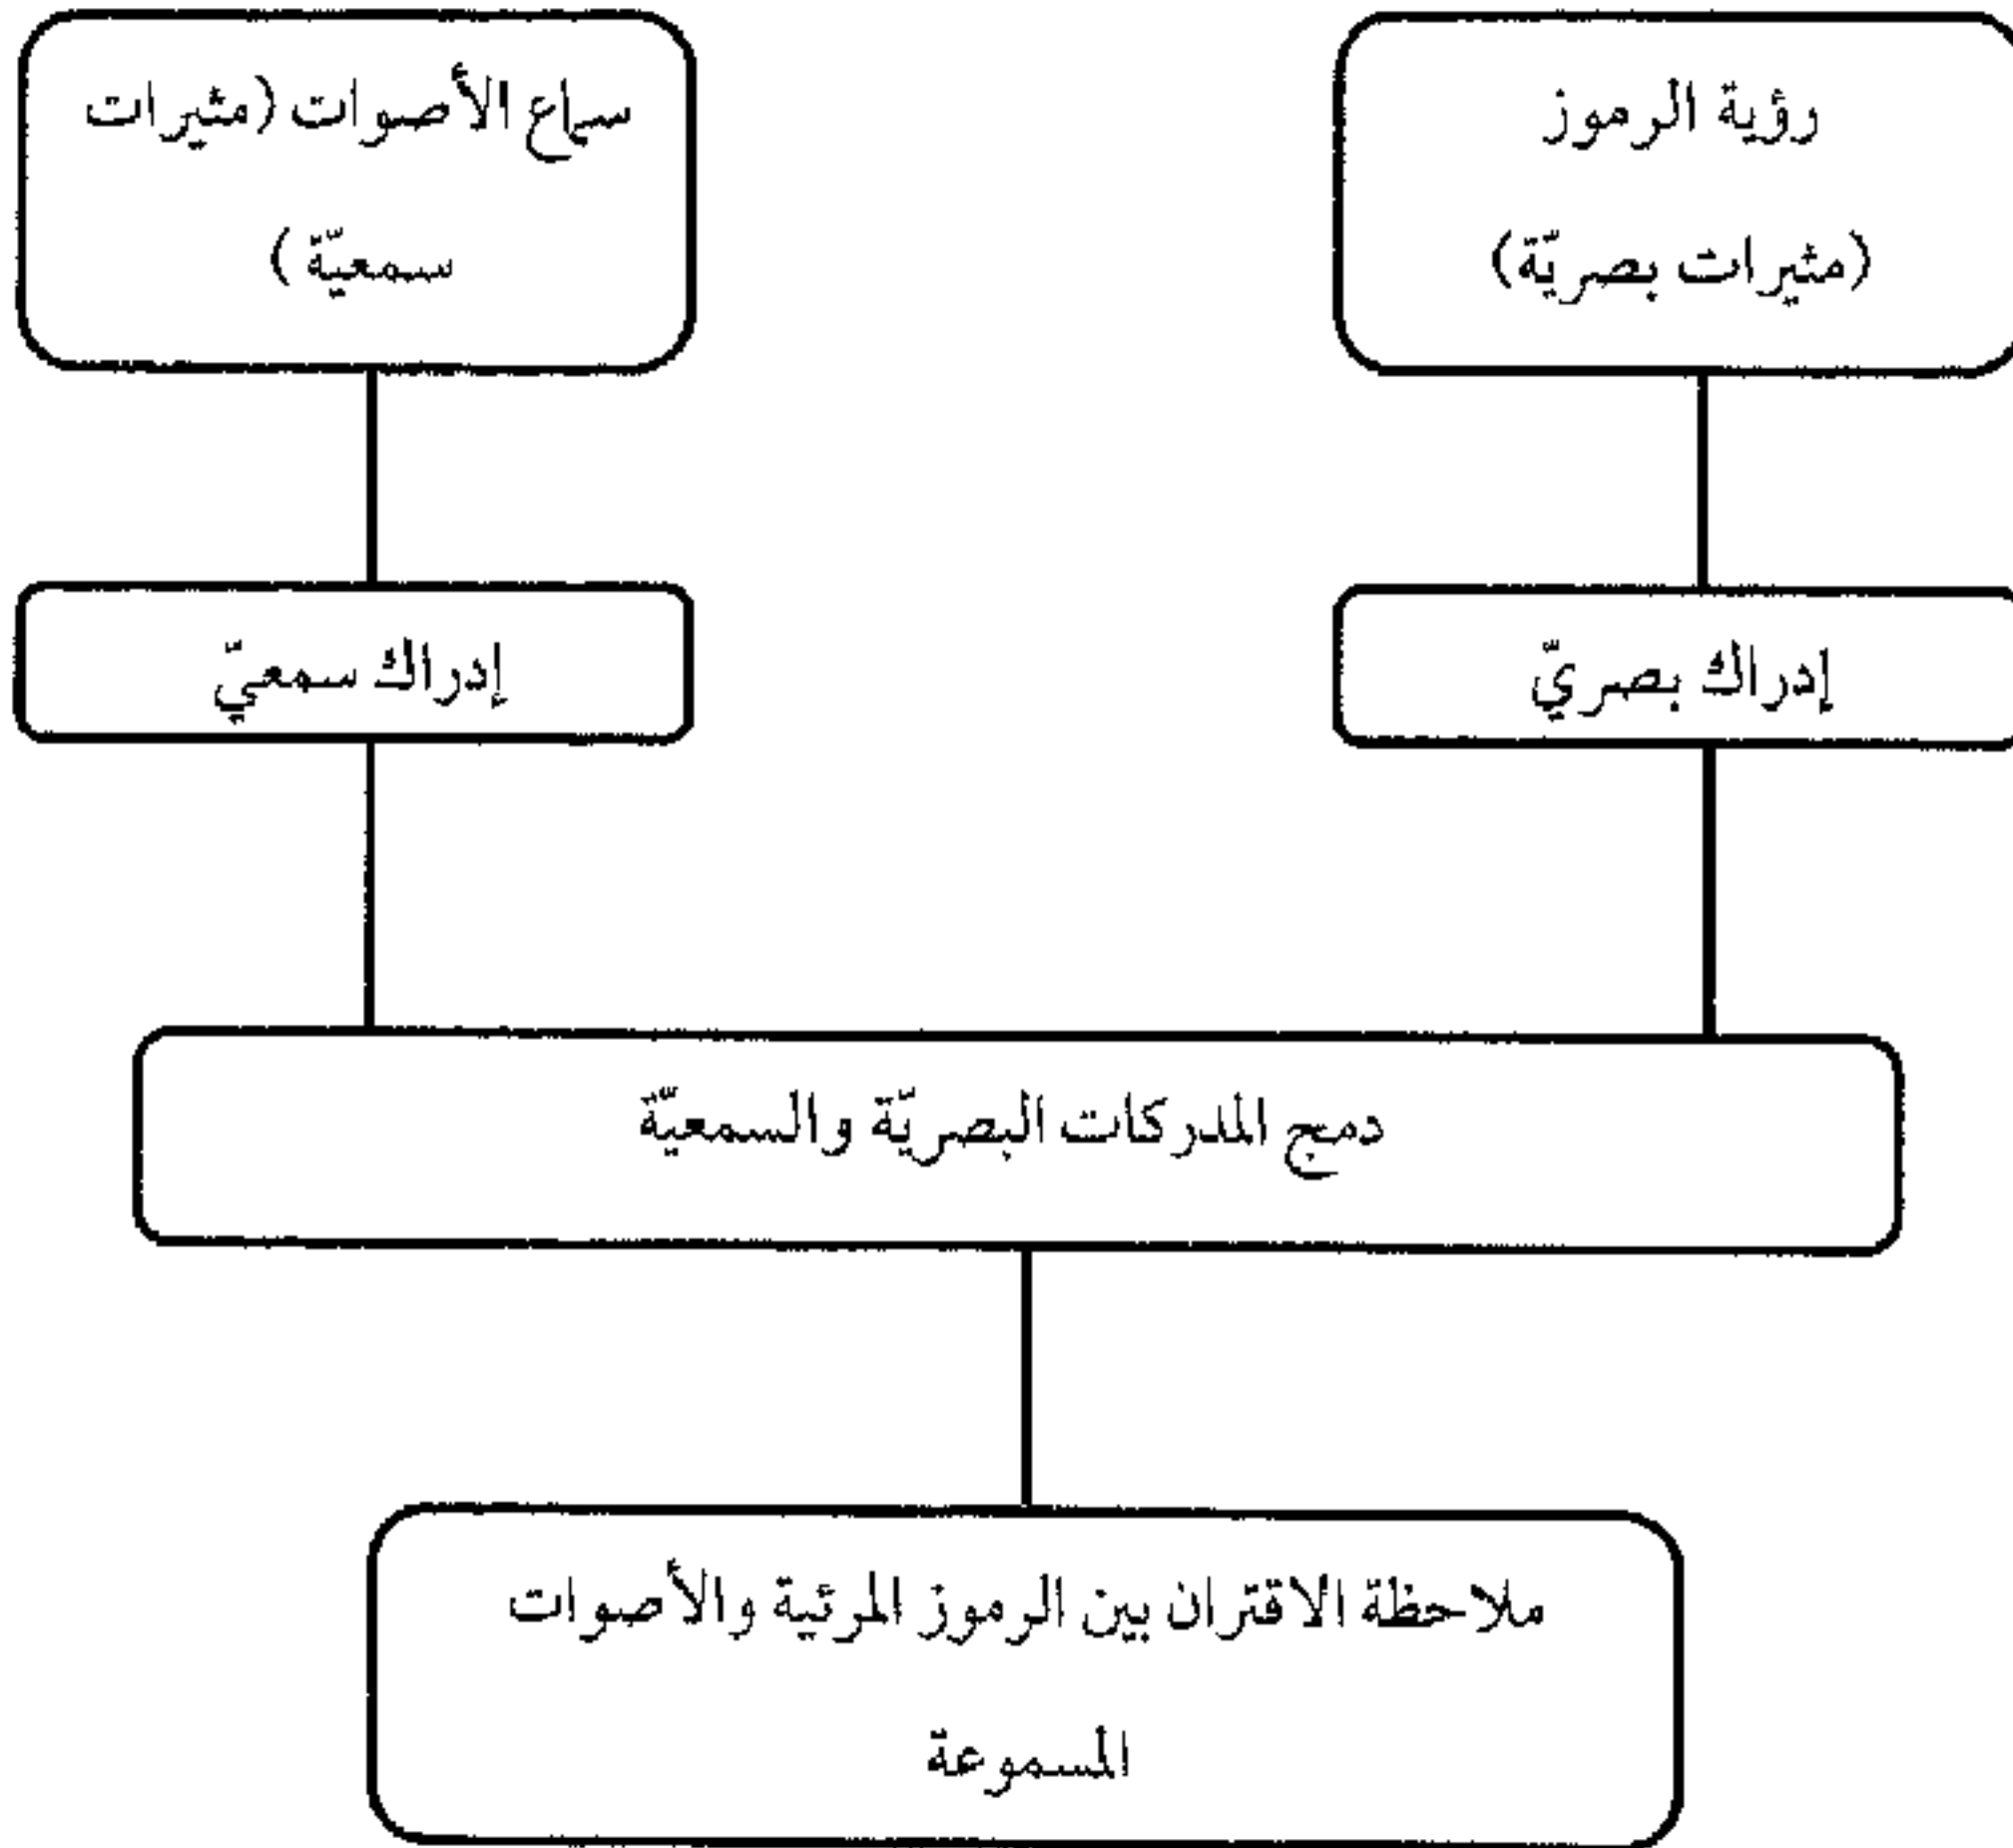 رؤية الرموز
(مثيرات بصريّة)
سماع الأصوات (مثيرات
سمعيّة)
إدراك بصريّ
إدراك سمعيّ
دمج المدركات البصريّة والسمعيّة
ملاحظة الاقتران بين الرموز المرئية والأصوات
المسموعة